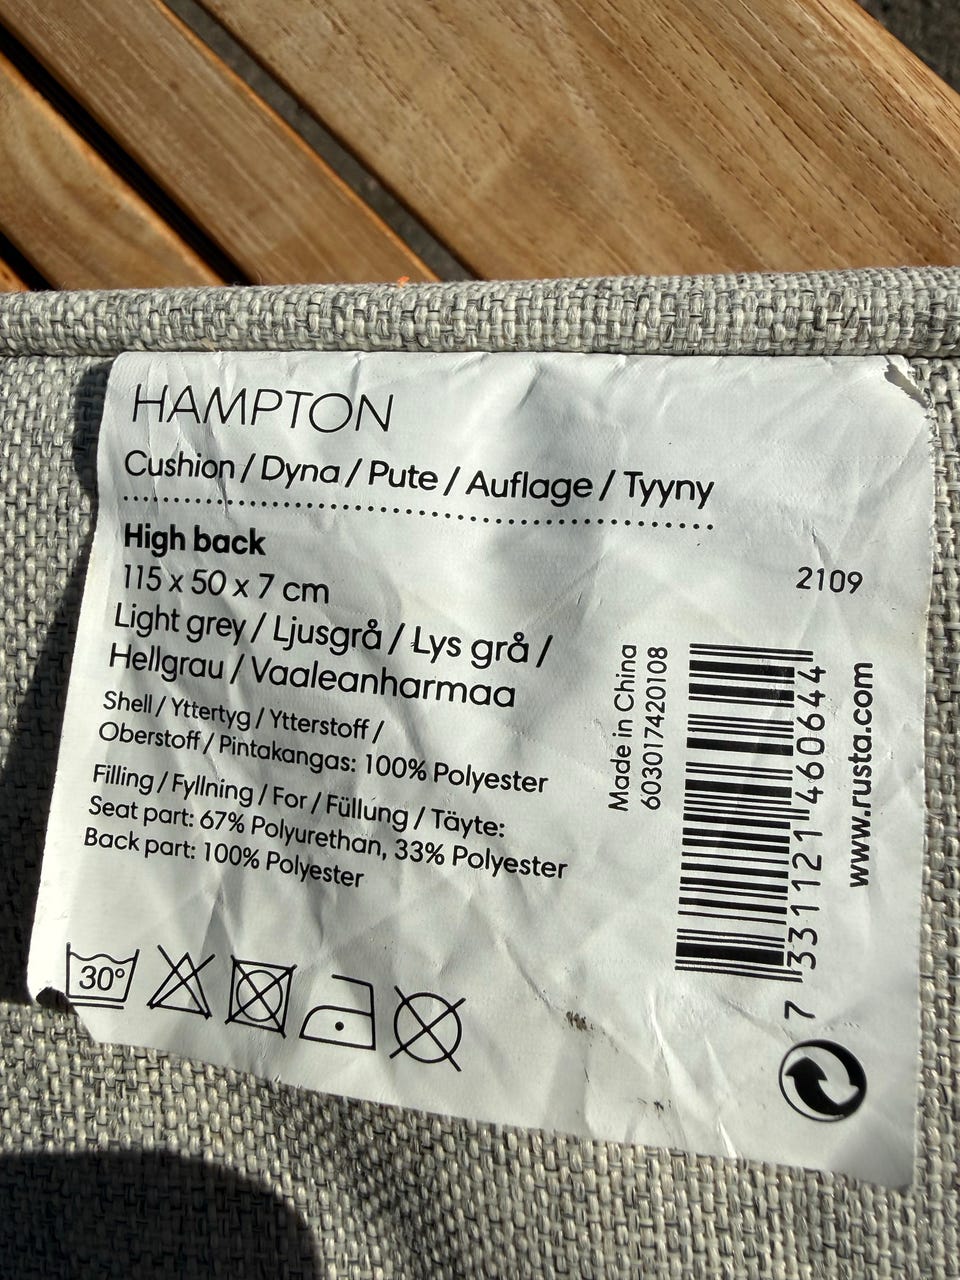 HAMPTON
Cushion / Dyna / Pute / Auflage / Tyyny
High back
115 x 50 x 7 cm
Light grey / Ljusgrå / Lys grå /
Hellgrau / Vaaleanharmaa
Shell / Yttertyg / Ytterstoff /
Oberstoff / Pintakangas: 100% Polyester
Filling / Fyllning / For / Füllung / Täyte:
Seat part: 67% Polyurethan, 33% Polyester
Back part: 100% Polyester
30°
2109
Made in China
603017420108
7 331121 460644
www.rusta.com